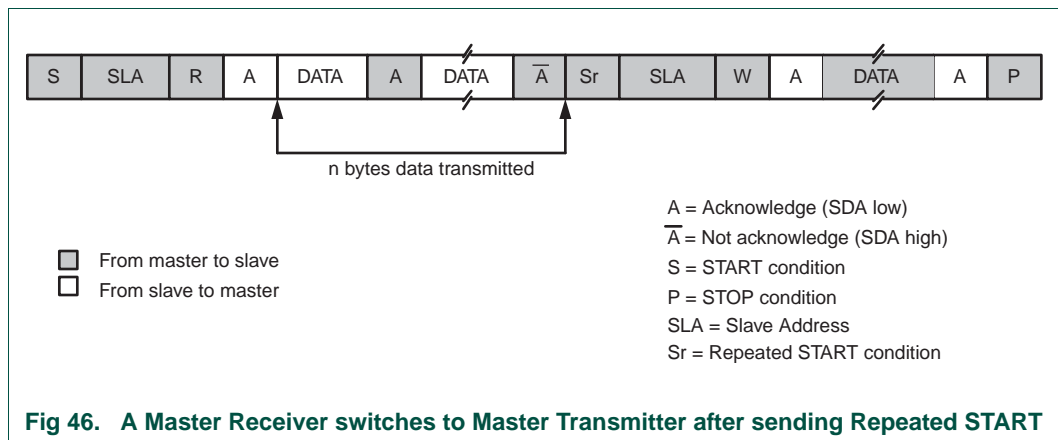 S SLA R A DATA A DATA A̅ Sr SLA W A DATA A P
n bytes data transmitted
From master to slave
From slave to master
A = Acknowledge (SDA low)
A̅ = Not acknowledge (SDA high)
S = START condition
P = STOP condition
SLA = Slave Address
Sr = Repeated START condition
Fig 46. A Master Receiver switches to Master Transmitter after sending Repeated START